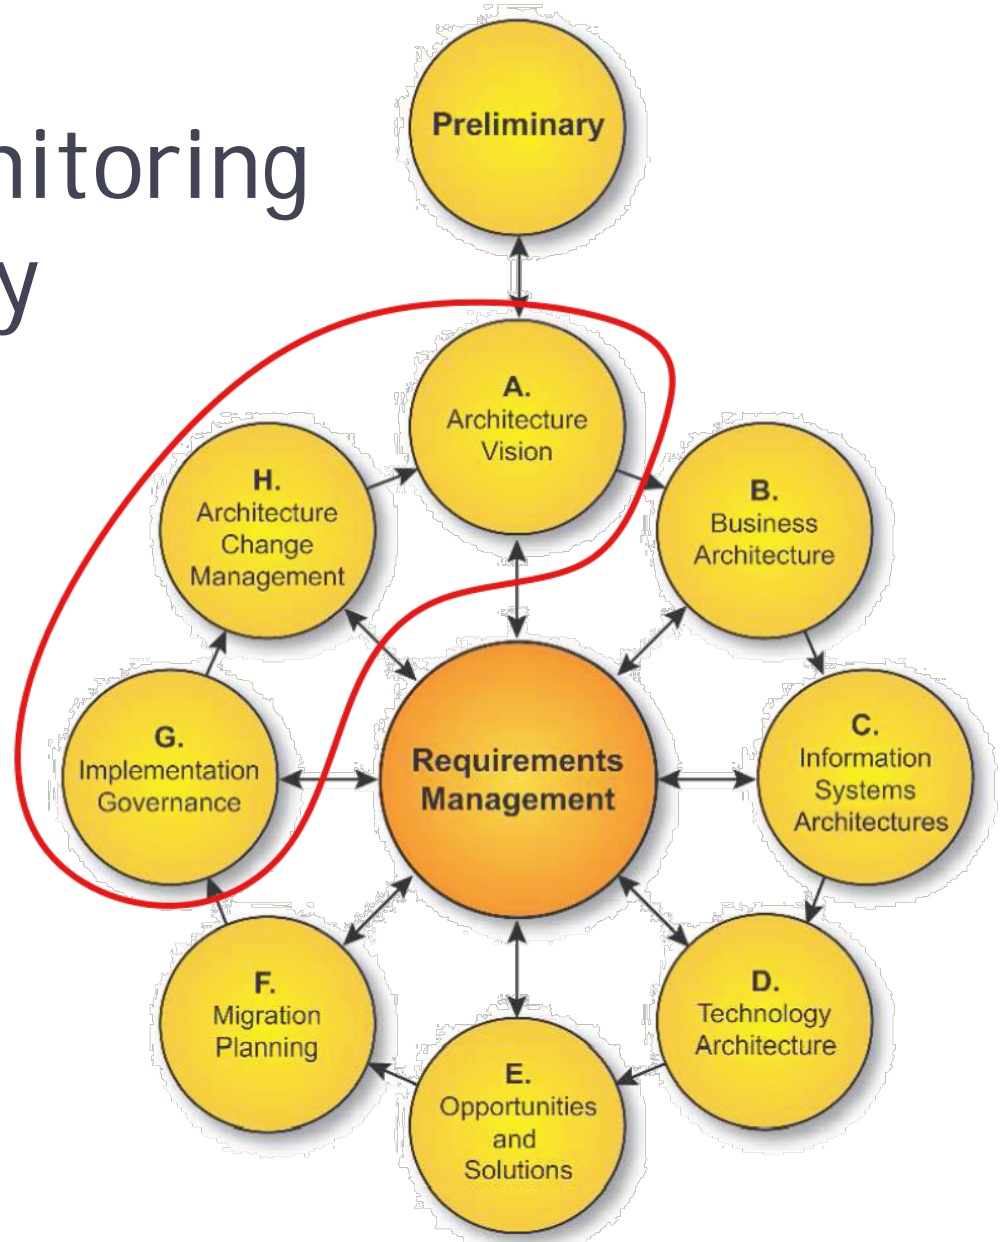 nitoring
y
Preliminary
A.
Architecture
Vision
H.
Architecture
Change
Management
B.
Business
Architecture
G.
Implementation
Governance
Requirements
Management
C.
Information
Systems
Architectures
F.
Migration
Planning
D.
Technology
Architecture
E.
Opportunities
and
Solutions